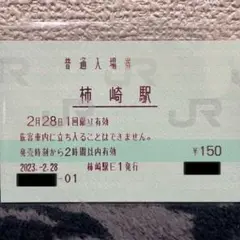 普通入場券
柿崎駅
2月28日1回限り有効
旅客車内に立ち入ることはできません。
発売時刻から2時間以内有効
¥150
2023.-2.28 柿崎駅E1発行
-01